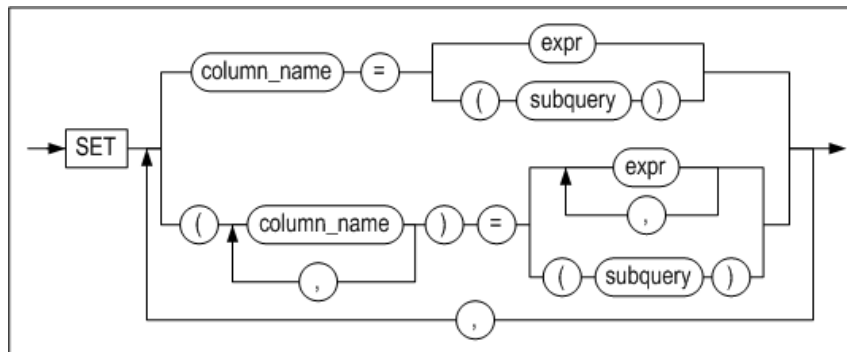 expr
column_name =
( subquery )
SET
expr
( column_name ) = ,
,
( subquery )
,